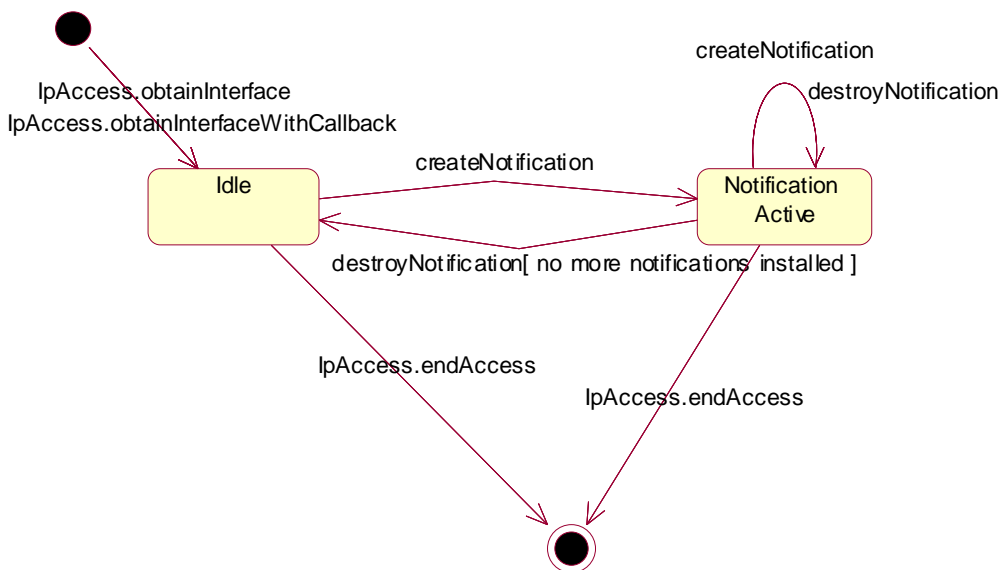 createNotification
IpAccess.obtainInterface
destroyNotification
IpAccess.obtainInterfaceWithCallback
createNotification
Idle
Notification
Active
destroyNotification[ no more notifications installed ]
IpAccess.endAccess
IpAccess.endAccess